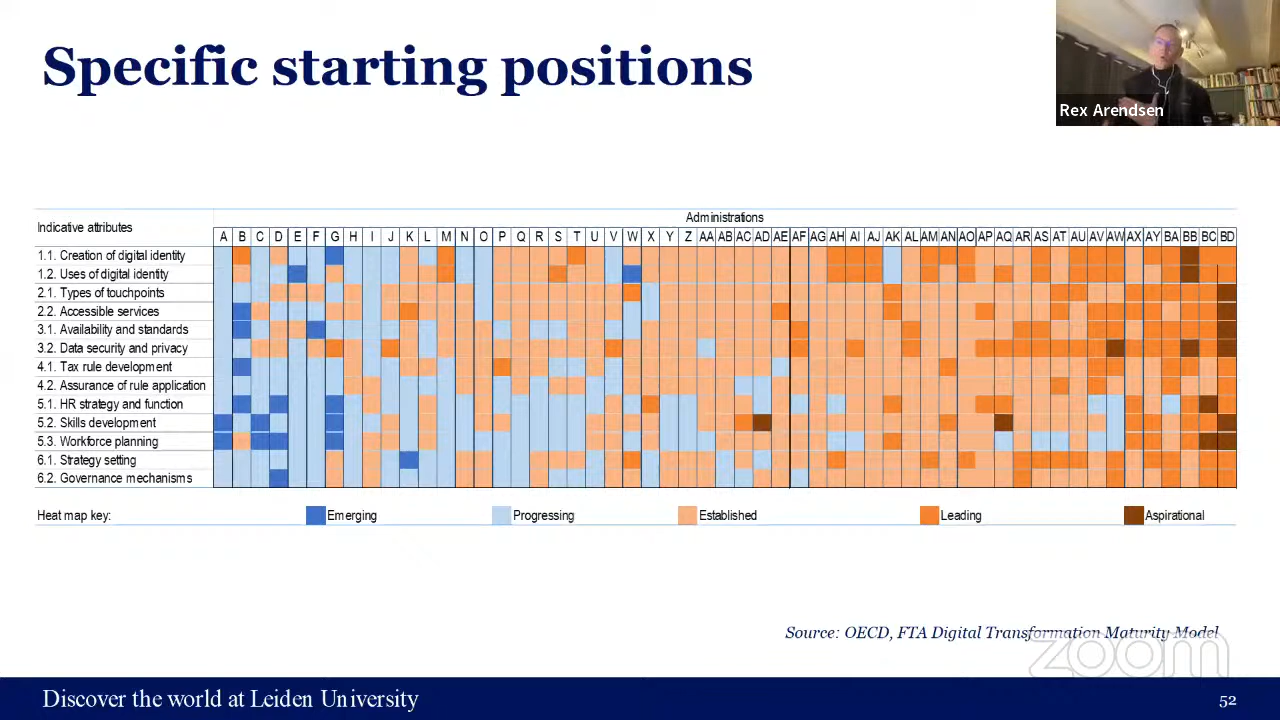 Specific starting positions
Rex Arendsen
Indicative attributes
Administrations
A B C D E F G H I J K L M N O P Q R S T U V W X Y Z AA AB AC AD AE AF AG AH AI AJ AK AL AM AN AO AP AQ AR AS AT AU AV AW AX AY BA BB BC BD
1.1. Creation of digital identity
1.2. Uses of digital identity
2.1. Types of touchpoints
2.2. Accessible services
3.1. Availability and standards
3.2. Data security and privacy
4.1. Tax rule development
4.2. Assurance of rule application
5.1. HR strategy and function
5.2. Skills development
5.3. Workforce planning
6.1. Strategy setting
6.2. Governance mechanisms
Heat map key: Emerging Progressing Established Leading Aspirational
Source: OECD, FTA Digital Transformation Maturity Model
zoom
Discover the world at Leiden University
52